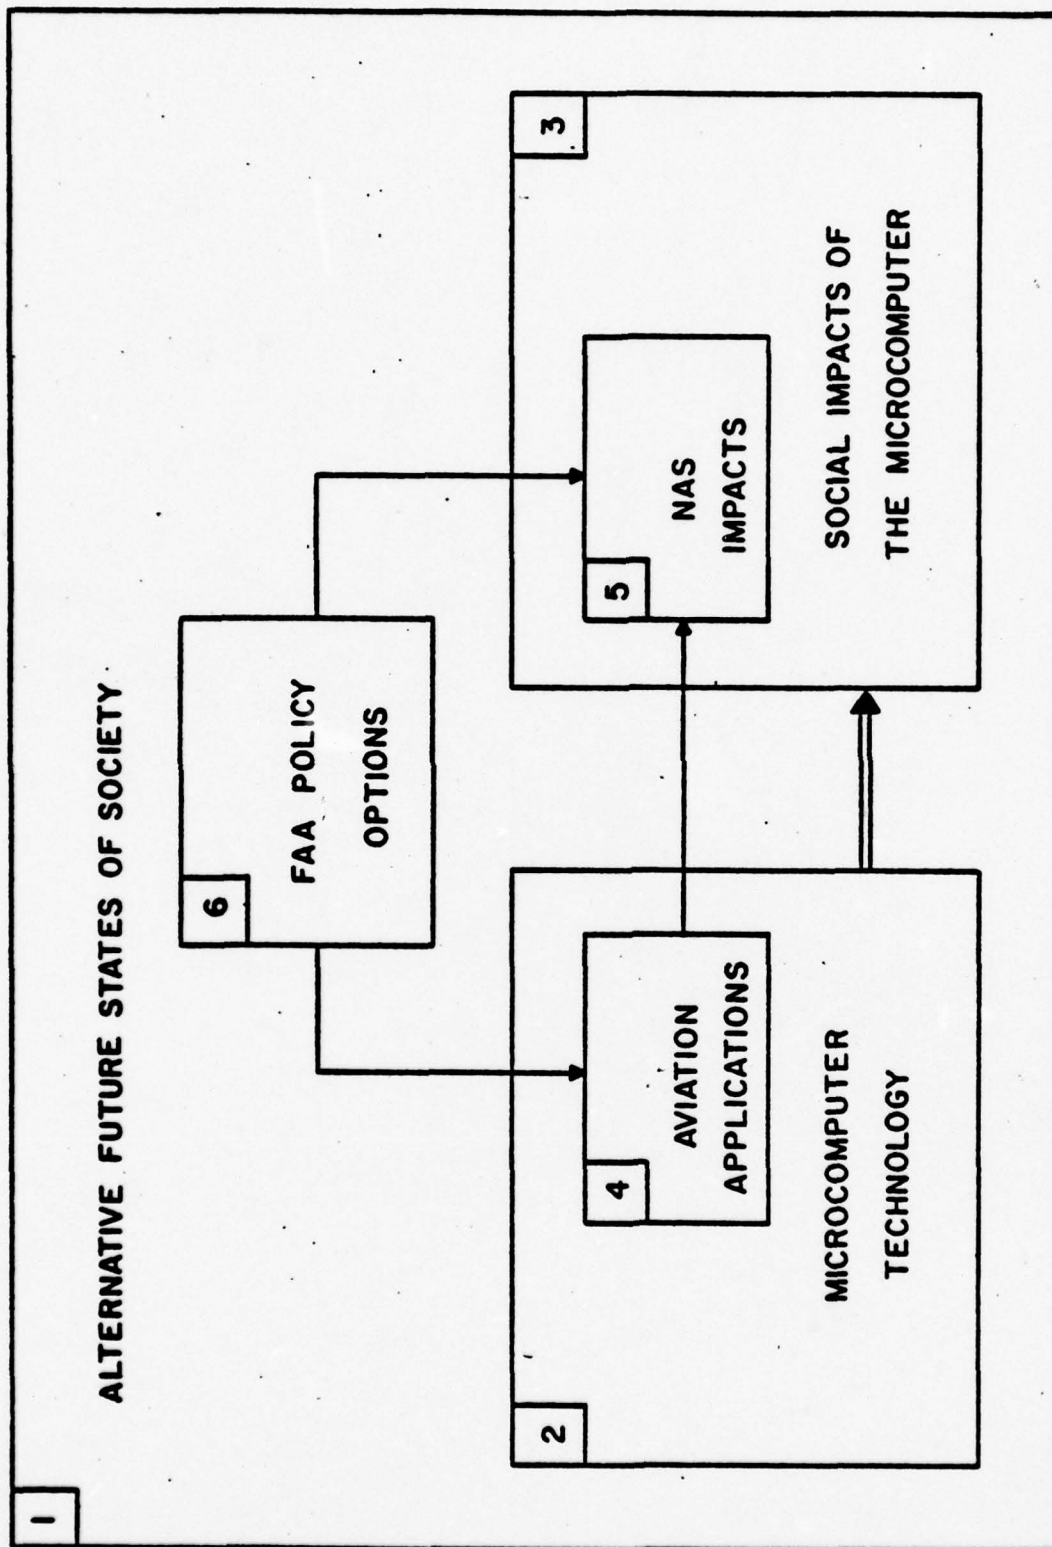 1
ALTERNATIVE FUTURE STATES OF SOCIETY
6
FAA POLICY
OPTIONS
2
4
AVIATION
APPLICATIONS
MICROCOMPUTER
TECHNOLOGY
3
5
NAS
IMPACTS
SOCIAL IMPACTS OF
THE MICROCOMPUTER